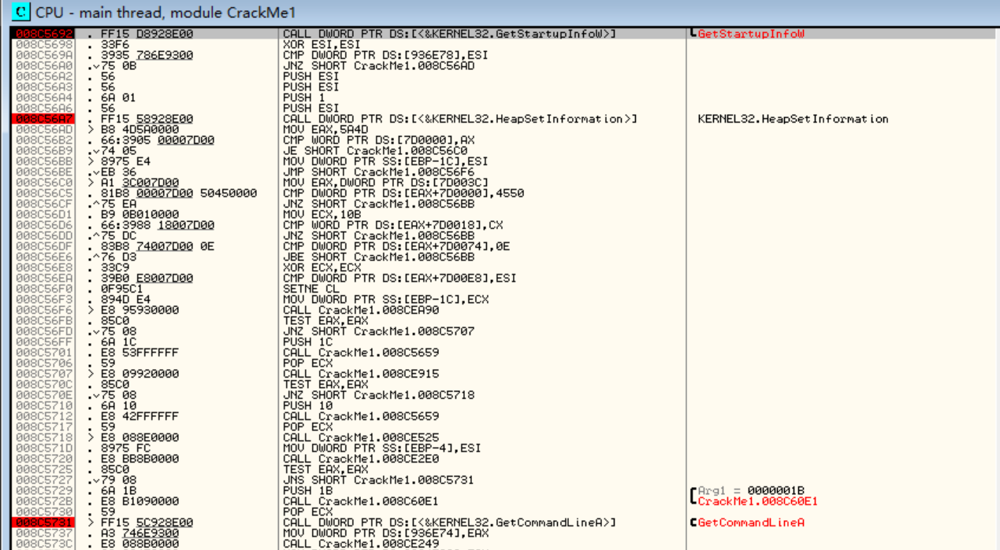 C CPU - main thread, module CrackMe1
008C5692 . FF15 D8928E00 CALL DWORD PTR DS:[<&KERNEL32.GetStartupInfoW>] GetStartupInfoW
008C5698 . 33F6 XOR ESI,ESI
008C569A . 3935 786E9300 CMP DWORD PTR DS:[936E78],ESI
008C56A0 .v75 0B JNZ SHORT CrackMe1.008C56AD
008C56A2 . 56 PUSH ESI
008C56A3 . 56 PUSH ESI
008C56A4 . 6A 01 PUSH 1
008C56A6 . 56 PUSH ESI
008C56A7 . FF15 58928E00 CALL DWORD PTR DS:[<&KERNEL32.HeapSetInformation>] KERNEL32.HeapSetInformation
008C56AD > B8 4D5A0000 MOV EAX,5A4D
008C56B2 . 66:3905 00007D00 CMP WORD PTR DS:[7D0000],AX
008C56B9 .v74 05 JE SHORT CrackMe1.008C56C0
008C56BB > 8975 E4 MOV DWORD PTR SS:[EBP-1C],ESI
008C56BE .vEB 36 JMP SHORT CrackMe1.008C56F6
008C56C0 > A1 3C007D00 MOV EAX,DWORD PTR DS:[7D003C]
008C56C5 . 81B8 00007D00 50450000 CMP DWORD PTR DS:[EAX+7D0000],4550
008C56CF .^75 EA JNZ SHORT CrackMe1.008C56BB
008C56D1 . B9 0B010000 MOV ECX,10B
008C56D6 . 66:3988 18007D00 CMP WORD PTR DS:[EAX+7D0018],CX
008C56DD .^75 DC JNZ SHORT CrackMe1.008C56BB
008C56DF . 83B8 74007D00 0E CMP DWORD PTR DS:[EAX+7D0074],0E
008C56E6 .^76 D3 JBE SHORT CrackMe1.008C56BB
008C56E8 . 33C9 XOR ECX,ECX
008C56EA . 39B0 E8007D00 CMP DWORD PTR DS:[EAX+7D00E8],ESI
008C56F0 . 0F95C1 SETNE CL
008C56F3 . 894D E4 MOV DWORD PTR SS:[EBP-1C],ECX
008C56F6 > E8 95930000 CALL CrackMe1.008CEA90
008C56FB . 85C0 TEST EAX,EAX
008C56FD .v75 08 JNZ SHORT CrackMe1.008C5707
008C56FF . 6A 1C PUSH 1C
008C5701 . E8 53FFFFFF CALL CrackMe1.008C5659
008C5706 . 59 POP ECX
008C5707 > E8 09920000 CALL CrackMe1.008CE915
008C570C . 85C0 TEST EAX,EAX
008C570E .v75 08 JNZ SHORT CrackMe1.008C5718
008C5710 . 6A 10 PUSH 10
008C5712 . E8 42FFFFFF CALL CrackMe1.008C5659
008C5717 . 59 POP ECX
008C5718 > E8 088E0000 CALL CrackMe1.008CE525
008C571D . 8975 FC MOV DWORD PTR SS:[EBP-4],ESI
008C5720 . E8 BB8B0000 CALL CrackMe1.008CE2E0
008C5725 . 85C0 TEST EAX,EAX
008C5727 .v79 08 JNS SHORT CrackMe1.008C5731
008C5729 . 6A 1B PUSH 1B Arg1 = 0000001B
008C572B . E8 B1090000 CALL CrackMe1.008C60E1 CrackMe1.008C60E1
008C5730 . 59 POP ECX
008C5731 > FF15 5C928E00 CALL DWORD PTR DS:[<&KERNEL32.GetCommandLineA>] GetCommandLineA
008C5737 . A3 746E9300 MOV DWORD PTR DS:[936E74],EAX
008C573C . E8 088B0000 CALL CrackMe1.008CE249